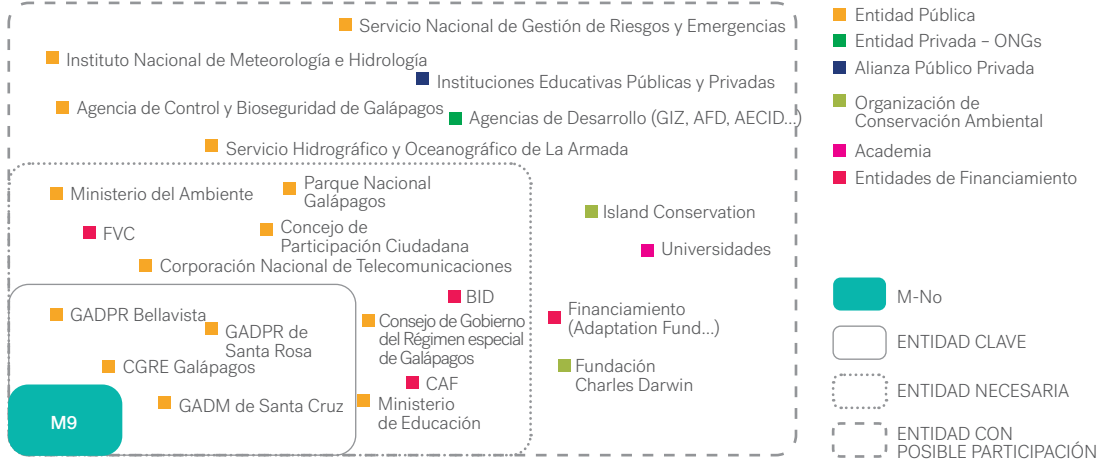 Servicio Nacional de Gestión de Riesgos y Emergencias
Instituto Nacional de Meteorología e Hidrología
Instituciones Educativas Públicas y Privadas
Agencia de Control y Bioseguridad de Galápagos
Agencias de Desarrollo (GIZ, AFD, AECID...)
Servicio Hidrográfico y Oceanográfico de La Armada
Ministerio del Ambiente
Parque Nacional
Galápagos
FVC
Concejo de
Participación Ciudadana
Corporación Nacional de Telecomunicaciones
Island Conservation
Universidades
GADPR Bellavista
GADPR de
Santa Rosa
CGRE Galápagos
GADM de Santa Cruz
M9
BID
Consejo de Gobierno
del Régimen especial
de Galápagos
CAF
Ministerio
de Educación
Financiamiento
(Adaptation Fund...)
Fundación
Charles Darwin
Entidad Pública
Entidad Privada – ONGs
Alianza Público Privada
Organización de
Conservación Ambiental
Academia
Entidades de Financiamiento
M-No
ENTIDAD CLAVE
ENTIDAD NECESARIA
ENTIDAD CON
POSIBLE PARTICIPACIÓN